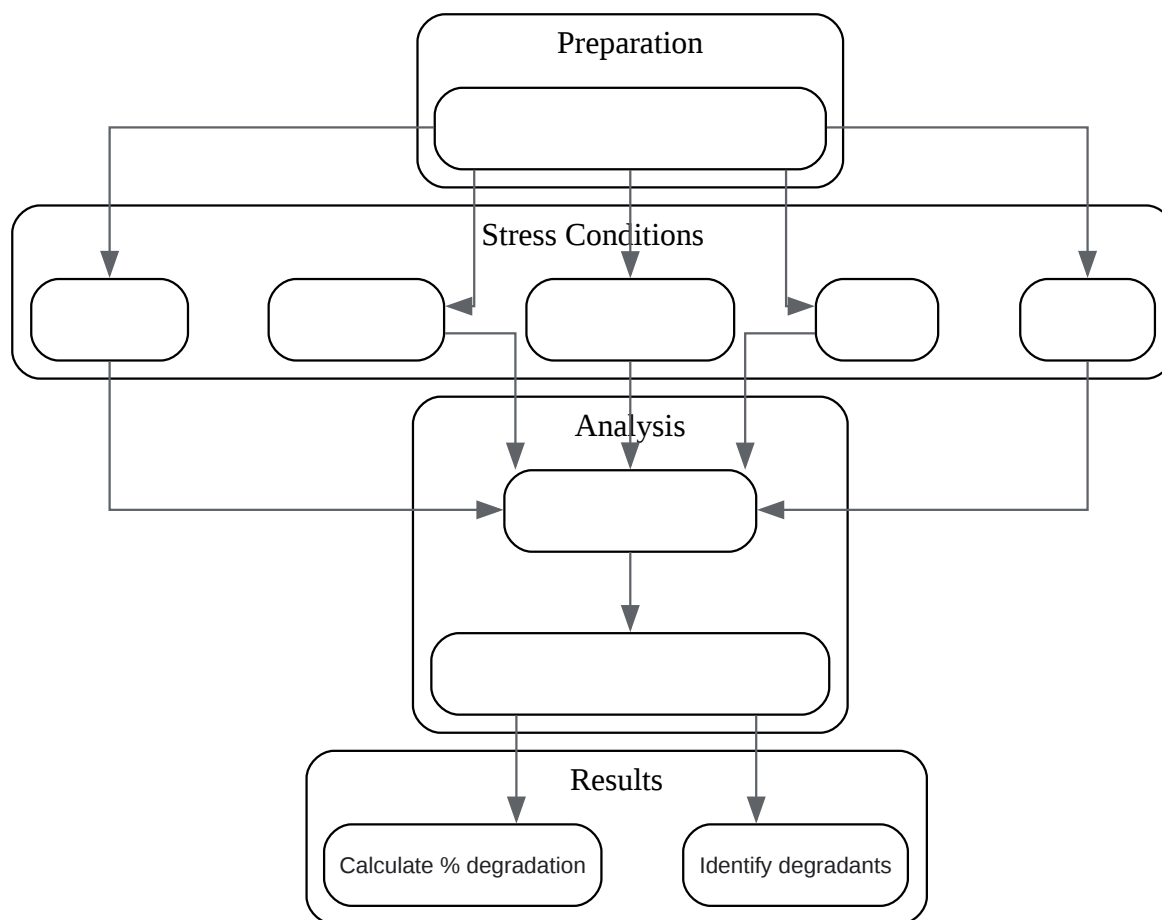 Preparation
Stress Conditions
Analysis
Results
Calculate % degradation
Identify degradants